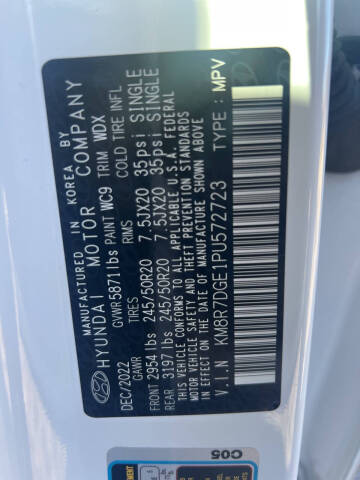 MANUFACTURED IN KOREA BY
HYUNDAI MOTOR COMPANY
GVWR 5871 lbs PAINT WC9 TRIM WDX
DEC/2022 TIRES RIMS COLD TIRE INFL
GAWR
FRONT 2954 lbs 245/50R20 7.5JX20 35psi SINGLE
REAR 3197 lbs 245/50R20 7.5JX20 35psi SINGLE
THIS VEHICLE CONFORMS TO ALL APPLICABLE U.S.A. FEDERAL
MOTOR VEHICLE SAFETY AND THEFT PREVENTION STANDARDS
IN EFFECT ON THE DATE OF MANUFACTURE SHOWN ABOVE
V.I.N KM8R7DGE1PU572723 TYPE: MPV
C05